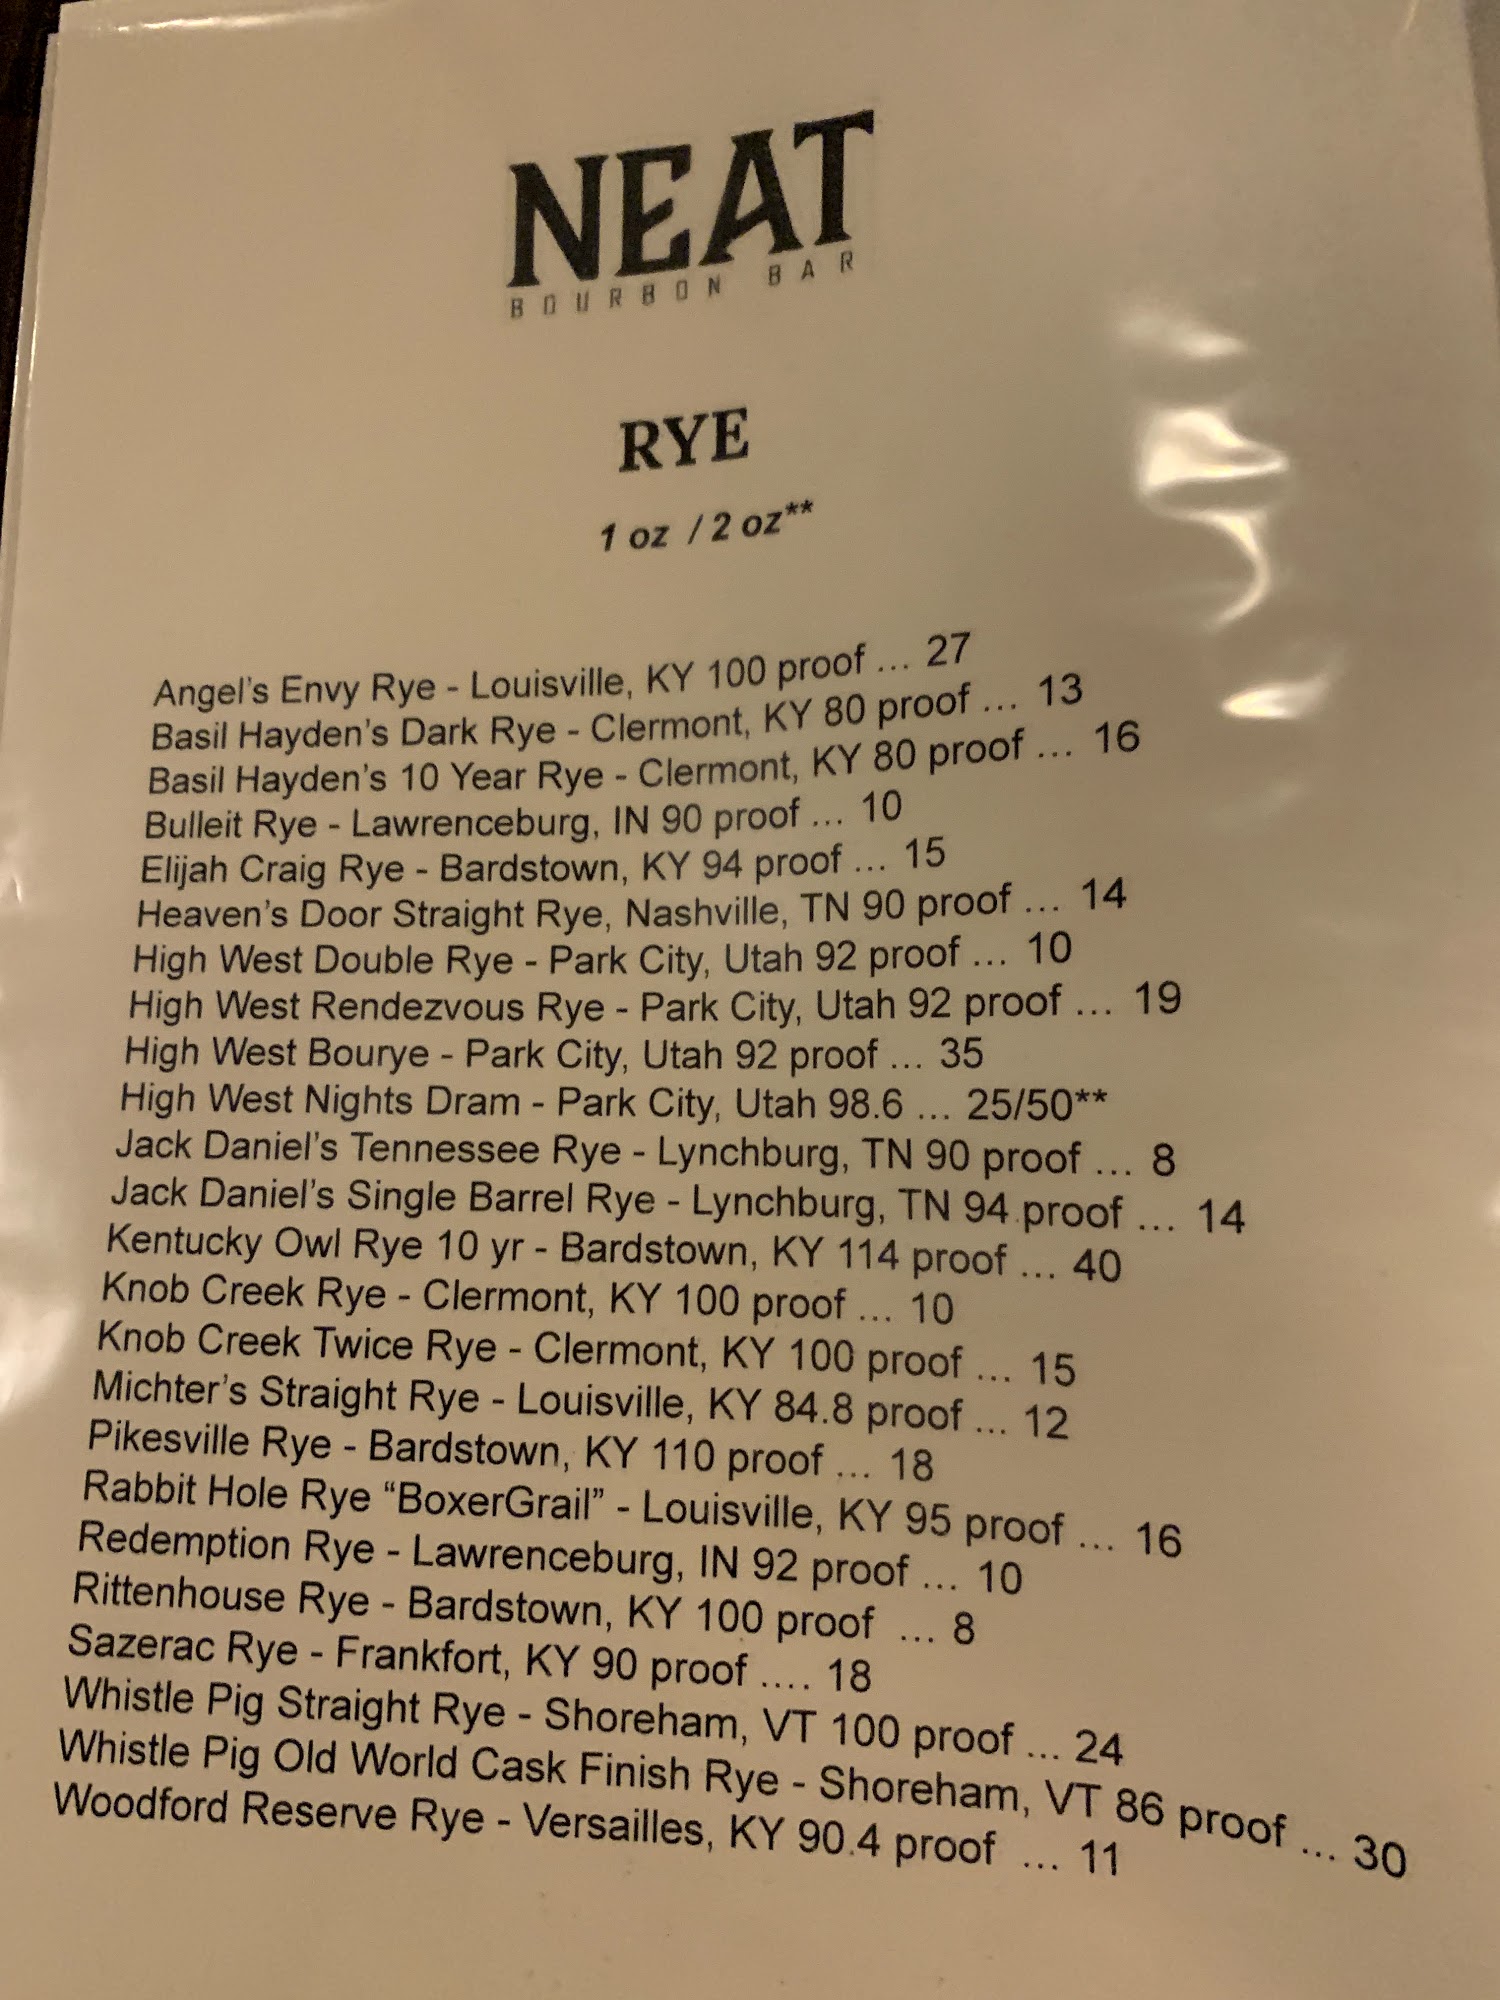 NEAT
BOURBON BAR
RYE
1 oz / 2 oz**
Angel's Envy Rye - Louisville, KY 100 proof ... 27
Basil Hayden's Dark Rye - Clermont, KY 80 proof ... 13
Basil Hayden's 10 Year Rye - Clermont, KY 80 proof ... 16
Bulleit Rye - Lawrenceburg, IN 90 proof ... 10
Elijah Craig Rye - Bardstown, KY 94 proof ... 15
Heaven's Door Straight Rye, Nashville, TN 90 proof ... 14
High West Double Rye - Park City, Utah 92 proof ... 10
High West Rendezvous Rye - Park City, Utah 92 proof ... 19
High West Bourye - Park City, Utah 92 proof ... 35
High West Nights Dram - Park City, Utah 98.6 ... 25/50**
Jack Daniel's Tennessee Rye - Lynchburg, TN 90 proof ... 8
Jack Daniel's Single Barrel Rye - Lynchburg, TN 94 proof ... 14
Kentucky Owl Rye 10 yr - Bardstown, KY 114 proof ... 40
Knob Creek Rye - Clermont, KY 100 proof ... 10
Knob Creek Twice Rye - Clermont, KY 100 proof ... 15
Michter's Straight Rye - Louisville, KY 84.8 proof ... 12
Pikesville Rye - Bardstown, KY 110 proof ... 18
Rabbit Hole Rye “BoxerGrail” - Louisville, KY 95 proof ... 16
Redemption Rye - Lawrenceburg, IN 92 proof ... 10
Rittenhouse Rye - Bardstown, KY 100 proof ... 8
Sazerac Rye - Frankfort, KY 90 proof .... 18
Whistle Pig Straight Rye - Shoreham, VT 100 proof ... 24
Whistle Pig Old World Cask Finish Rye - Shoreham, VT 86 proof ... 30
Woodford Reserve Rye - Versailles, KY 90.4 proof ... 11